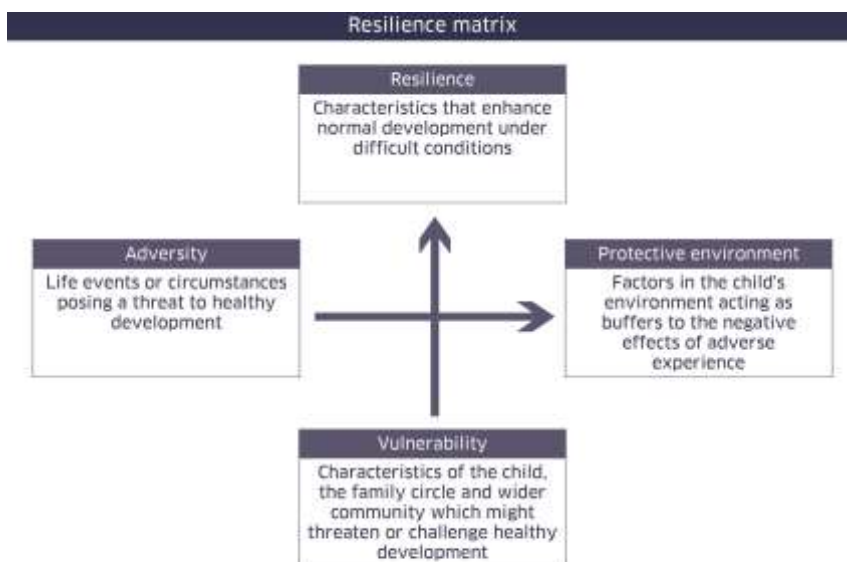 Resilience matrix
Resilience
Characteristics that enhance
normal development under
difficult conditions
Adversity
Life events or circumstances
posing a threat to healthy
development
Protective environment
Factors in the child's
environment acting as
buffers to the negative
effects of adverse
experience
Vulnerability
Characteristics of the child,
the family circle and wider
community which might
threaten or challenge healthy
development